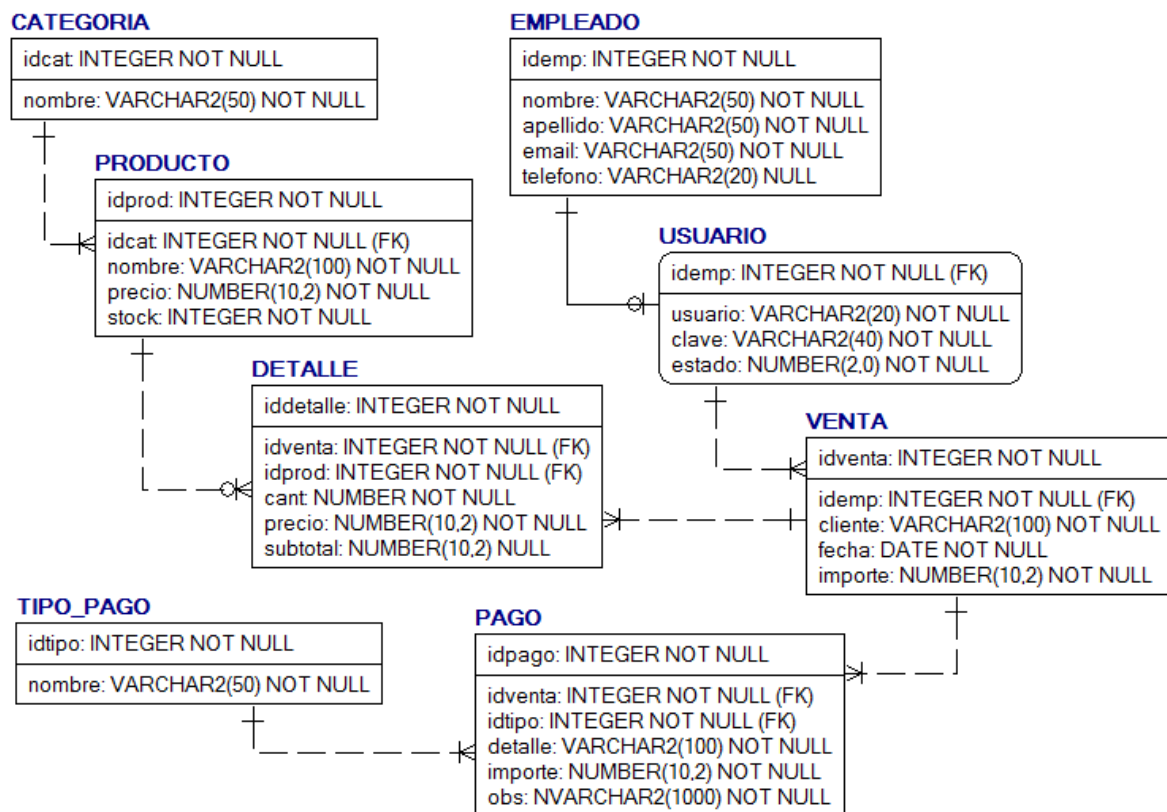 CATEGORIA
idcat: INTEGER NOT NULL
nombre: VARCHAR2(50) NOT NULL
EMPLEADO
idemp: INTEGER NOT NULL
nombre: VARCHAR2(50) NOT NULL
apellido: VARCHAR2(50) NOT NULL
email: VARCHAR2(50) NOT NULL
telefono: VARCHAR2(20) NULL
PRODUCTO
idprod: INTEGER NOT NULL
idcat: INTEGER NOT NULL (FK)
nombre: VARCHAR2(100) NOT NULL
precio: NUMBER(10,2) NOT NULL
stock: INTEGER NOT NULL
USUARIO
idemp: INTEGER NOT NULL (FK)
usuario: VARCHAR2(20) NOT NULL
clave: VARCHAR2(40) NOT NULL
estado: NUMBER(2,0) NOT NULL
DETALLE
iddetalle: INTEGER NOT NULL
idventa: INTEGER NOT NULL (FK)
idprod: INTEGER NOT NULL (FK)
cant: NUMBER NOT NULL
precio: NUMBER(10,2) NOT NULL
subtotal: NUMBER(10,2) NULL
VENTA
idventa: INTEGER NOT NULL
idemp: INTEGER NOT NULL (FK)
cliente: VARCHAR2(100) NOT NULL
fecha: DATE NOT NULL
importe: NUMBER(10,2) NOT NULL
TIPO_PAGO
idtipo: INTEGER NOT NULL
nombre: VARCHAR2(50) NOT NULL
PAGO
idpago: INTEGER NOT NULL
idventa: INTEGER NOT NULL (FK)
idtipo: INTEGER NOT NULL (FK)
detalle: VARCHAR2(100) NOT NULL
importe: NUMBER(10,2) NOT NULL
obs: NVARCHAR2(1000) NOT NULL